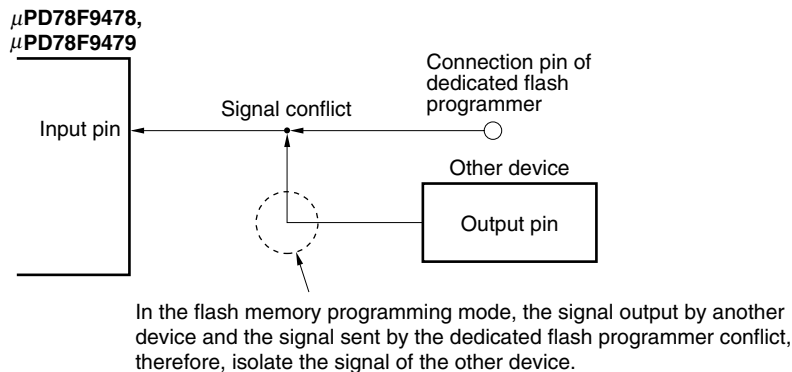 μPD78F9478,
μPD78F9479
Connection pin of
dedicated flash
programmer
Signal conflict
Input pin
Other device
Output pin
In the flash memory programming mode, the signal output by another
device and the signal sent by the dedicated flash programmer conflict,
therefore, isolate the signal of the other device.